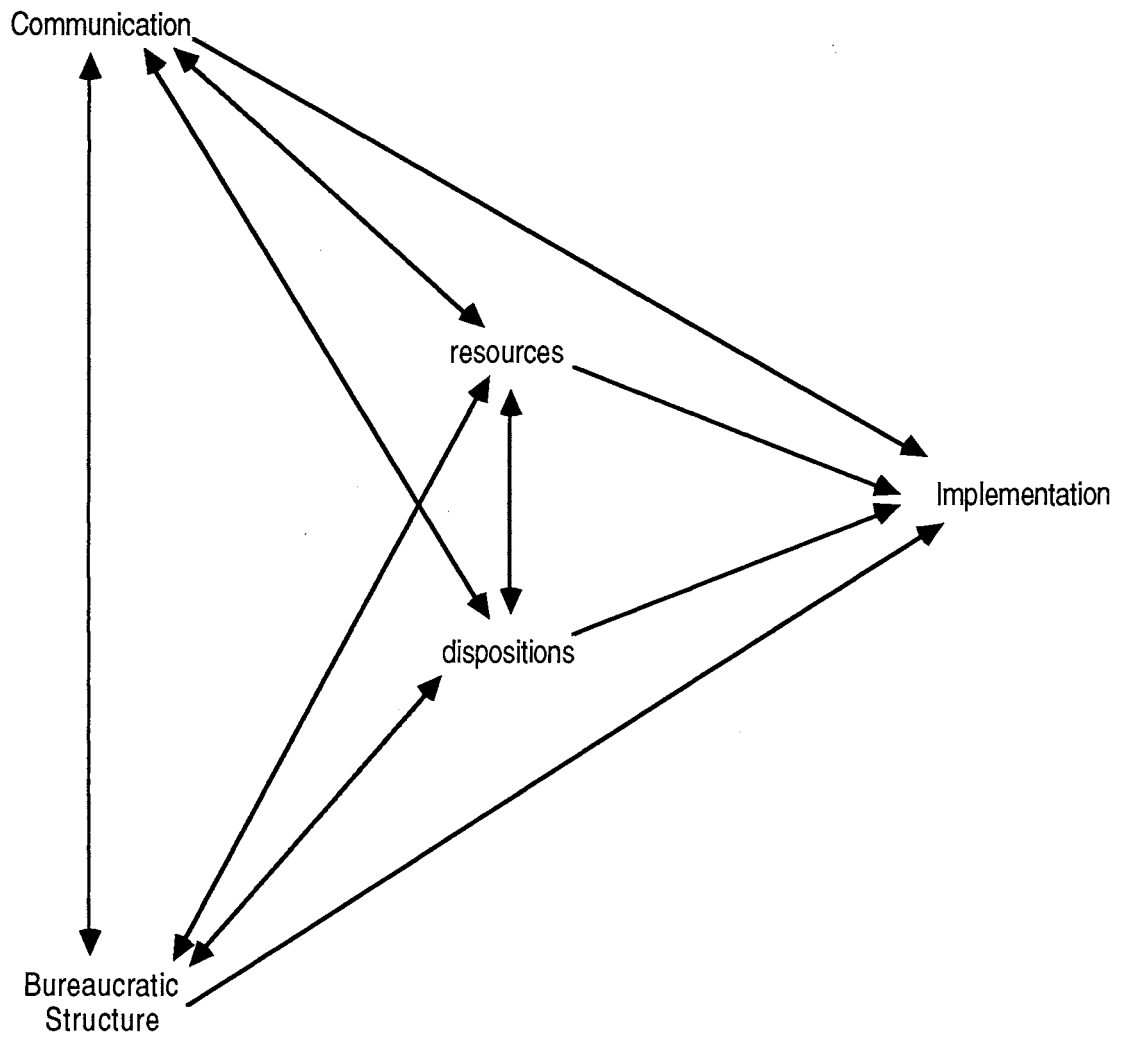 Communication
resources
Implementation
dispositions
Bureaucratic
Structure